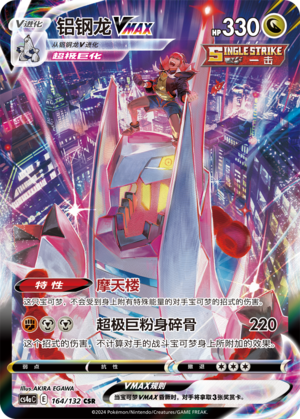 V进化
铝钢龙VMAX
HP 330
从铝钢龙V进化
超极巨化
SINGLE STRIKE
一击
特性 摩天楼
这只宝可梦，不会受到身上附有特殊能量的对手宝可梦的招式的伤害。
超极巨粉身碎骨 220
这个招式的伤害，不计算对手的战斗宝可梦身上所附加的效果。
弱点 抗性 撤退
Illus. AKIRA EGAWA
VMAX规则
当宝可梦VMAX昏厥时，对手将拿取3张奖赏卡。
cs4aC E 164/132 CSR
©2024 Pokémon/Nintendo/Creatures/GAME FREAK.